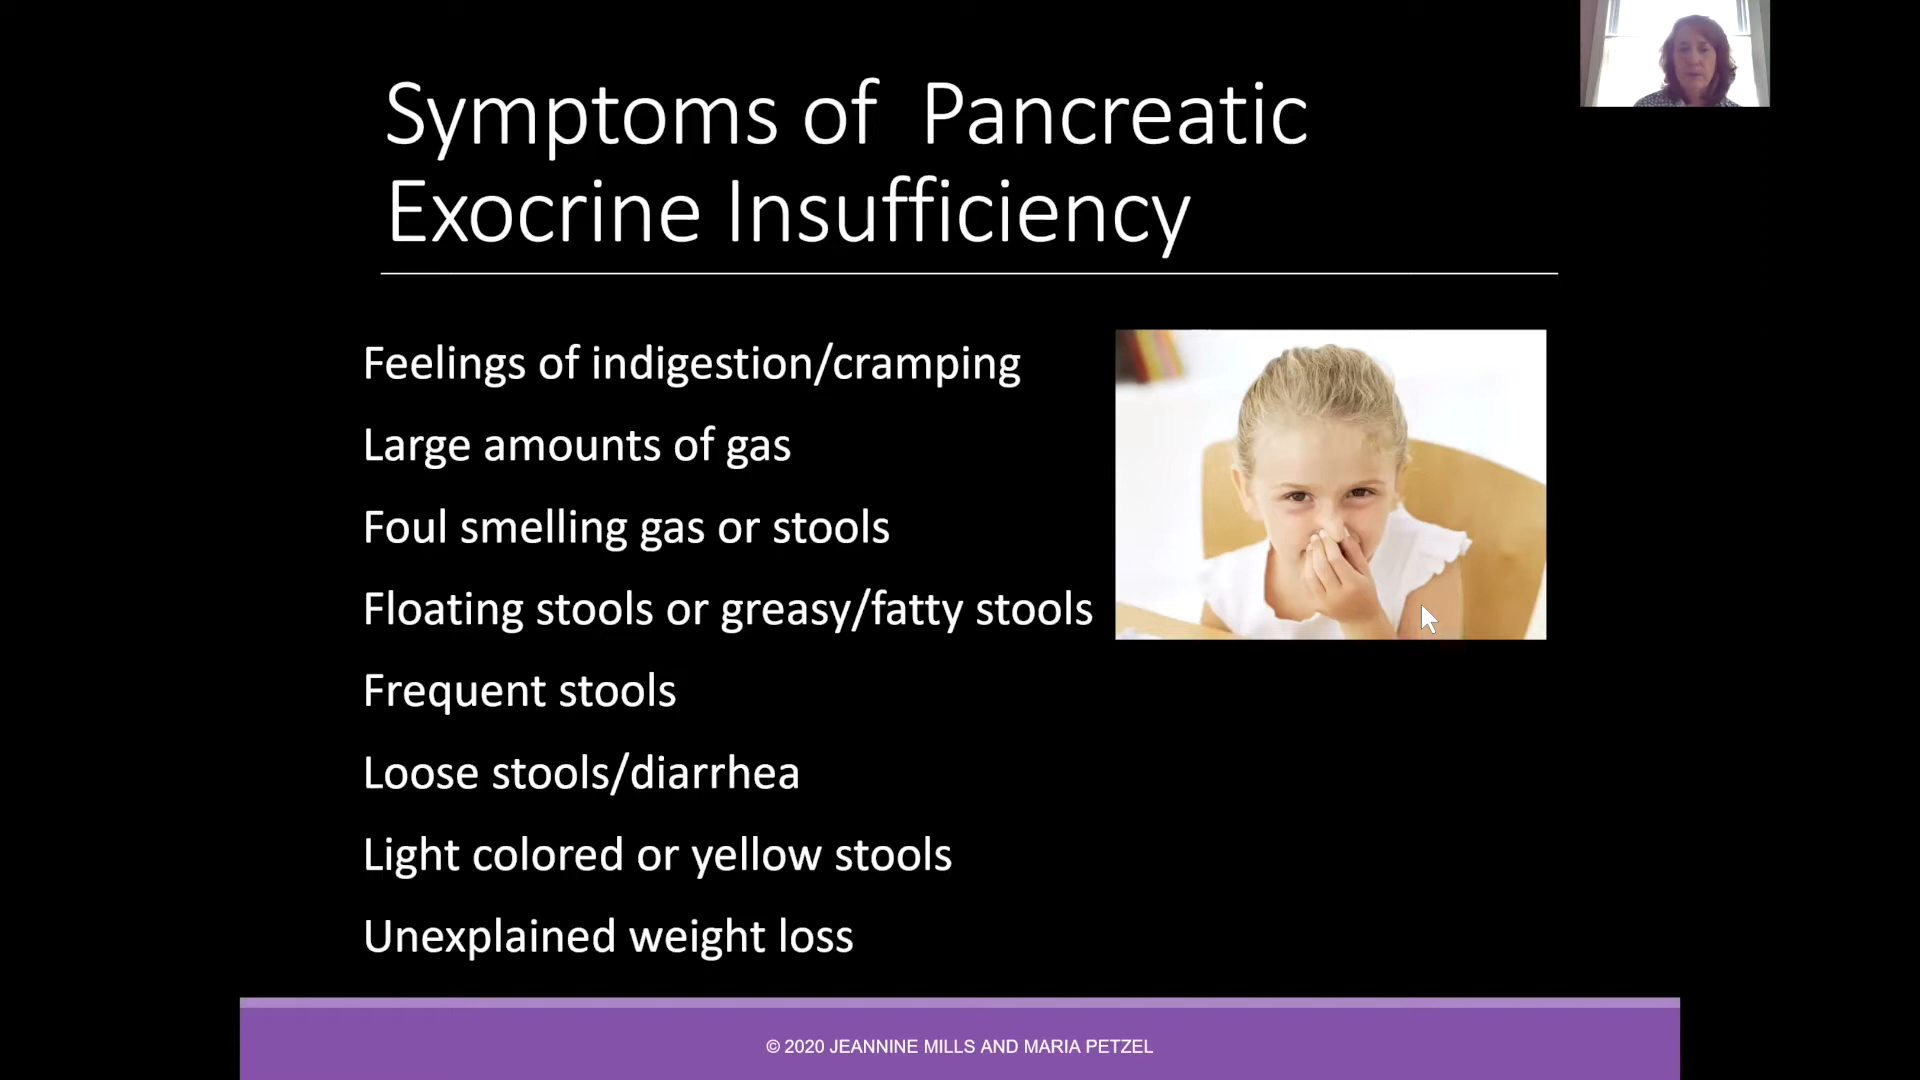 Symptoms of Pancreatic
Exocrine Insufficiency
Feelings of indigestion/cramping
Large amounts of gas
Foul smelling gas or stools
Floating stools or greasy/fatty stools
Frequent stools
Loose stools/diarrhea
Light colored or yellow stools
Unexplained weight loss
© 2020 JEANNINE MILLS AND MARIA PETZEL